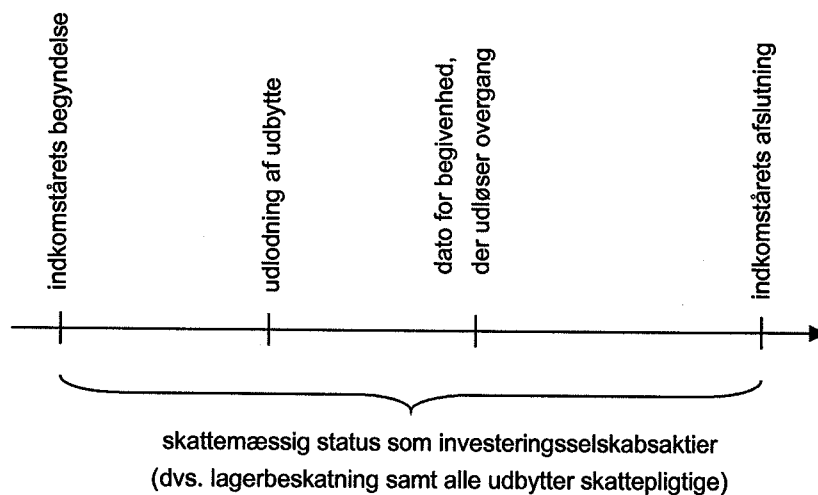 indkomstårets begyndelse
udlodning af udbytte
dato for begivenhed,
der udløser overgang
indkomstårets afslutning
skattemæssig status som investeringsselskabsaktier
(dvs. lagerbeskatning samt alle udbytter skattepligtige)